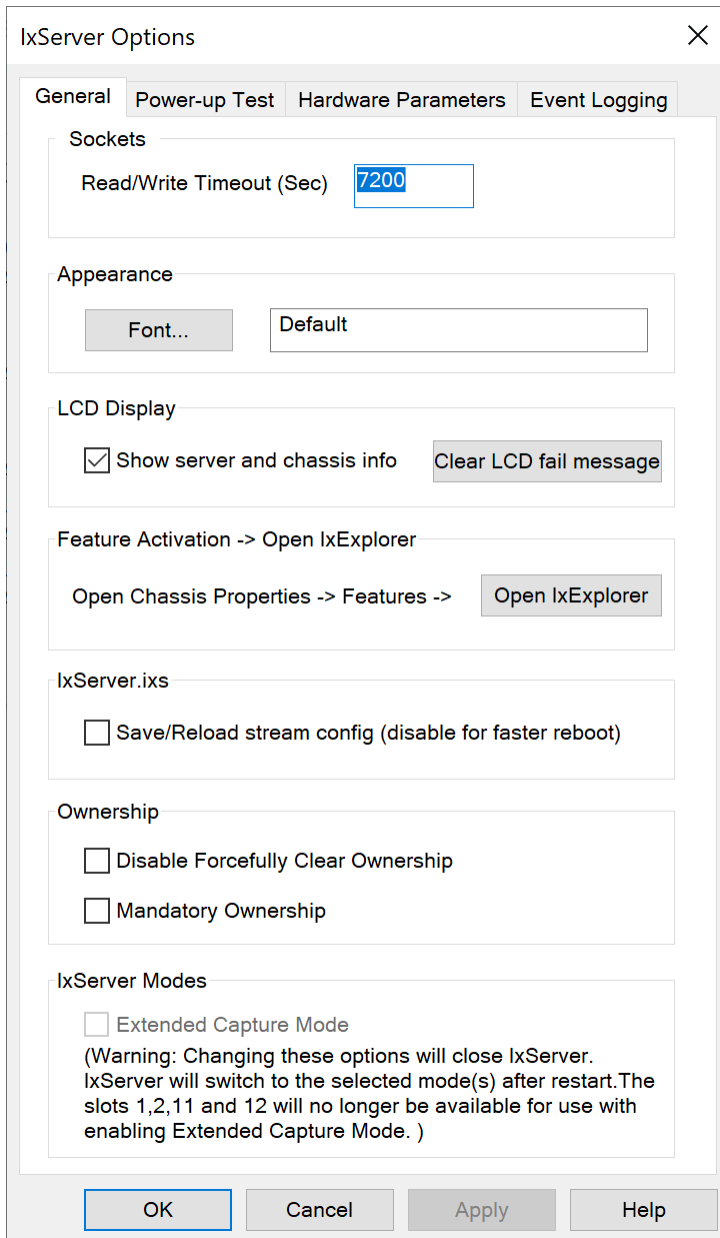 IxServer Options
General
Power-up Test
Hardware Parameters
Event Logging
Sockets
Read/Write Timeout (Sec)
7200
Appearance
Font...
Default
LCD Display
Show server and chassis info
Clear LCD fail message
Feature Activation -> Open IxExplorer
Open Chassis Properties -> Features ->
Open IxExplorer
IxServer.ixs
Save/Reload stream config (disable for faster reboot)
Ownership
Disable Forcefully Clear Ownership
Mandatory Ownership
IxServer Modes
Extended Capture Mode
(Warning: Changing these options will close IxServer.
IxServer will switch to the selected mode(s) after restart.The
slots 1,2,11 and 12 will no longer be available for use with
enabling Extended Capture Mode. )
OK
Cancel
Apply
Help